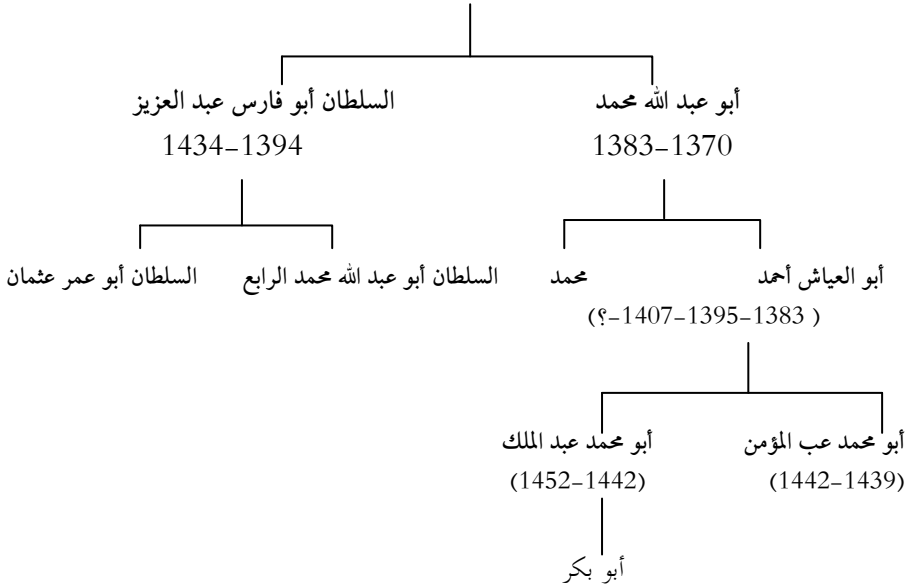 أبو عبد الله محمد
السلطان أبو فارس عبد العزيز
1383-1370
1434-1394
أبو العياش أحمد
محمد
السلطان أبو عبد الله محمد الرابع
السلطان أبو عمر عثمان
( 1383-1395-1407-؟)
أبو محمد عب المؤمن
أبو محمد عبد الملك
(1442-1439)
(1452-1442)
أبو بكر